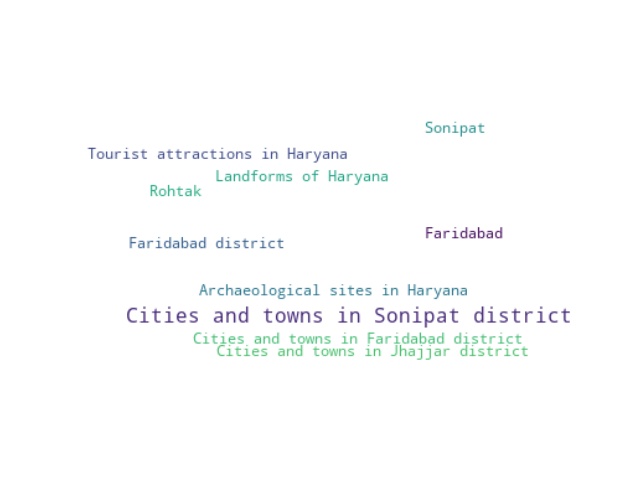 Sonipat
Tourist attractions in Haryana
Landforms of Haryana
Rohtak
Faridabad
Faridabad district
Archaeological sites in Haryana
Cities and towns in Sonipat district
Cities and towns in Faridabad district
Cities and towns in Jhajjar district